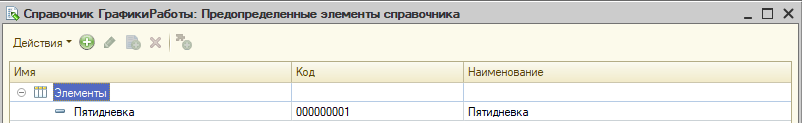 Справочник ГрафикиРаботы: Предопределенные элементы справочника
Действия
Имя Код Наименование
Элементы
Пятидневка 000000001 Пятидневка